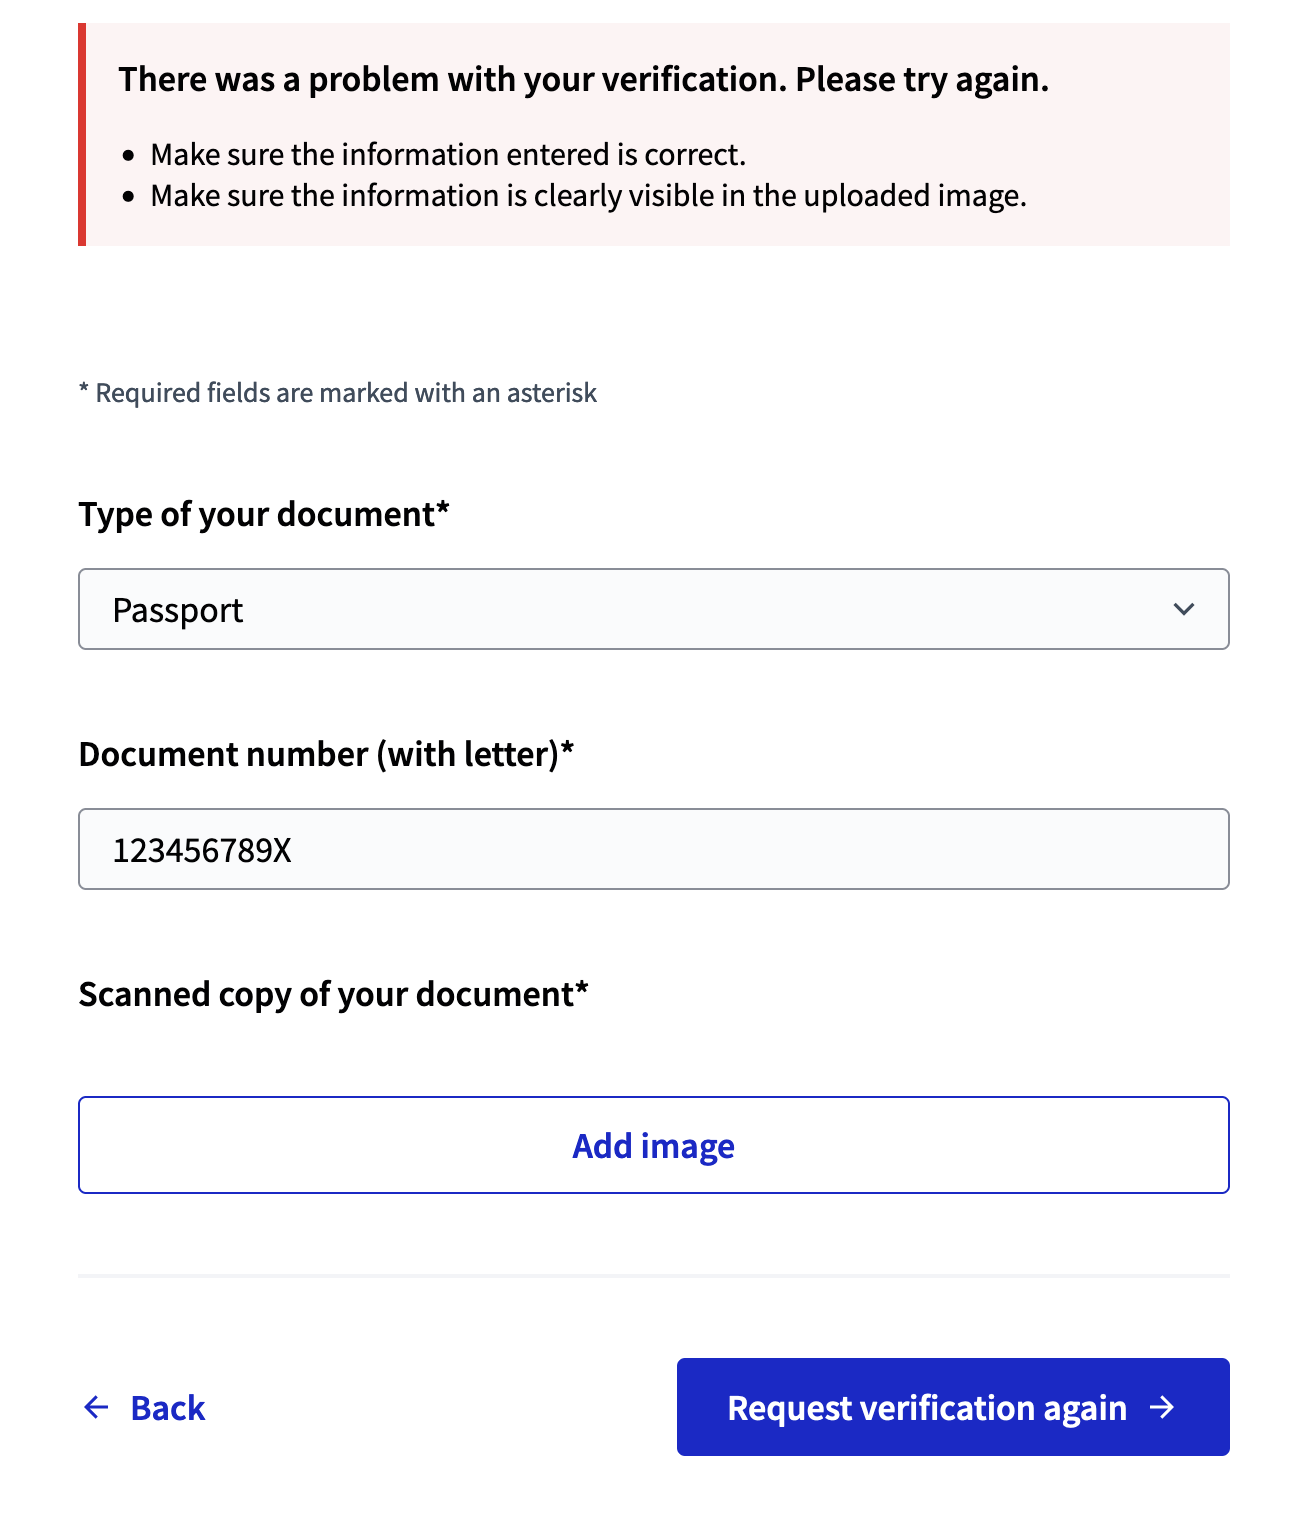 There was a problem with your verification. Please try again.
• Make sure the information entered is correct.
• Make sure the information is clearly visible in the uploaded image.
* Required fields are marked with an asterisk
Type of your document*
Passport
Document number (with letter)*
123456789X
Scanned copy of your document*
Add image
← Back
Request verification again →